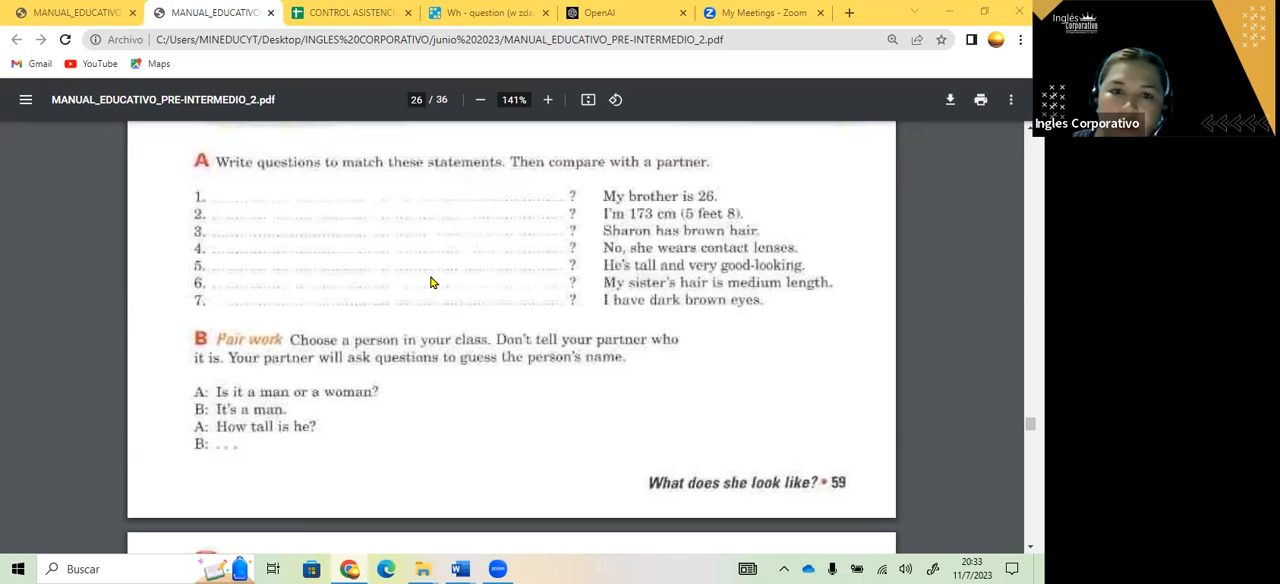 MANUAL_EDUCATIVO
MANUAL_EDUCATIVO
CONTROL ASISTENCI
Wh - question (w zda
OpenAI
My Meetings - Zoom
Archivo
C:/Users/MINEDUCYT/Desktop/INGLES%20CORPORATIVO/junio%202023/MANUAL_EDUCATIVO_PRE-INTERMEDIO_2.pdf
Gmail
YouTube
Maps
MANUAL_EDUCATIVO_PRE-INTERMEDIO_2.pdf
26 / 36
141%
Inglés
Corporativo
Ingles Corporativo
A Write questions to match these statements. Then compare with a partner.
1. ? My brother is 26.
2. ? I'm 173 cm (5 feet 8).
3. ? Sharon has brown hair.
4. ? No, she wears contact lenses.
5. ? He's tall and very good-looking.
6. ? My sister's hair is medium length.
7. ? I have dark brown eyes.
B Pair work Choose a person in your class. Don't tell your partner who
it is. Your partner will ask questions to guess the person's name.
A: Is it a man or a woman?
B: It's a man.
A: How tall is he?
B: . . .
What does she look like? • 59
Buscar
20:33
11/7/2023